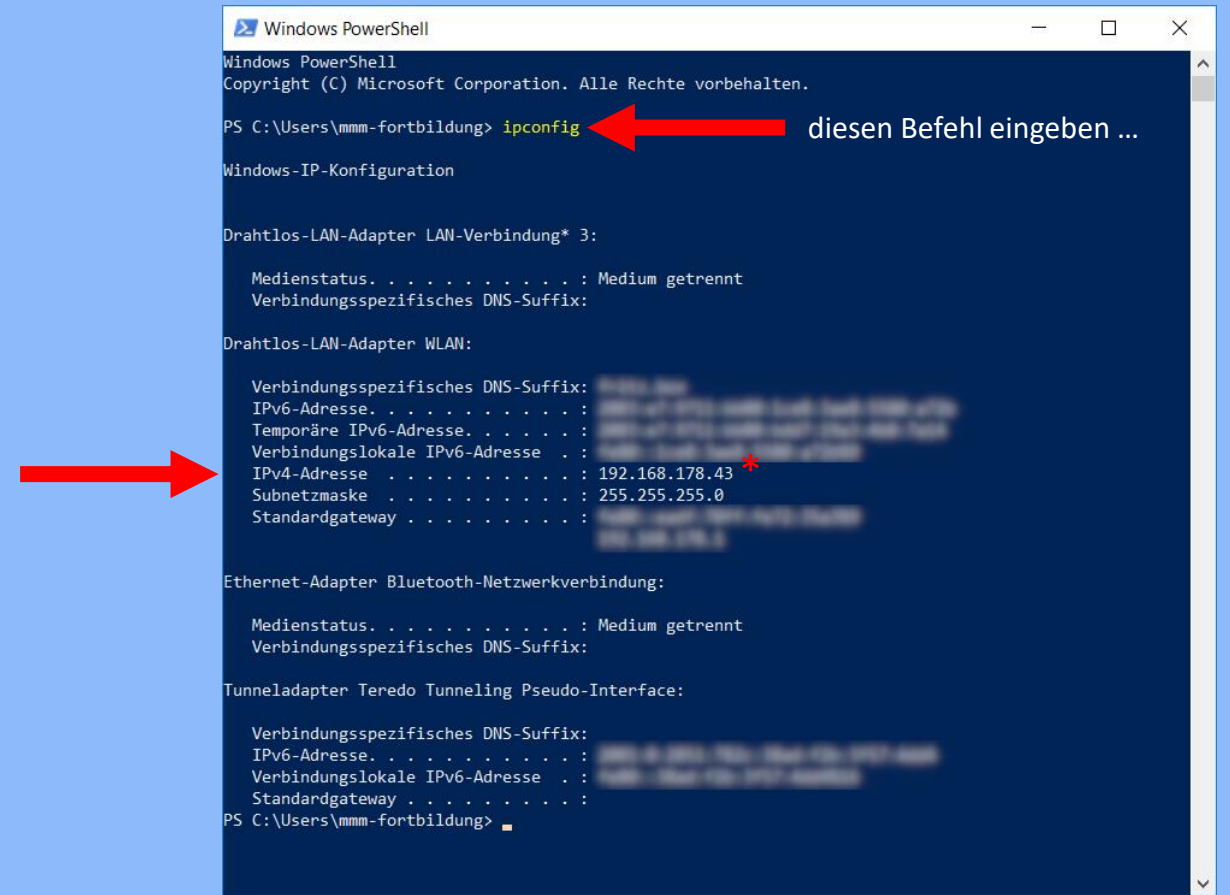 Windows PowerShell
Windows PowerShell
Copyright (C) Microsoft Corporation. Alle Rechte vorbehalten.
PS C:\Users\mmm-fortbildung> ipconfig
diesen Befehl eingeben …
Windows-IP-Konfiguration
Drahtlos-LAN-Adapter LAN-Verbindung* 3:
Medienstatus. . . . . . . . . . . : Medium getrennt
Verbindungsspezifisches DNS-Suffix:
Drahtlos-LAN-Adapter WLAN:
Verbindungsspezifisches DNS-Suffix:
IPv6-Adresse. . . . . . . . . . . :
Temporäre IPv6-Adresse. . . . . . :
Verbindungslokale IPv6-Adresse  . :
IPv4-Adresse  . . . . . . . . . . : 192.168.178.43 *
Subnetzmaske  . . . . . . . . . . : 255.255.255.0
Standardgateway . . . . . . . . . :
Ethernet-Adapter Bluetooth-Netzwerkverbindung:
Medienstatus. . . . . . . . . . . : Medium getrennt
Verbindungsspezifisches DNS-Suffix:
Tunneladapter Teredo Tunneling Pseudo-Interface:
Verbindungsspezifisches DNS-Suffix:
IPv6-Adresse. . . . . . . . . . . :
Verbindungslokale IPv6-Adresse  . :
Standardgateway . . . . . . . . . :
PS C:\Users\mmm-fortbildung>